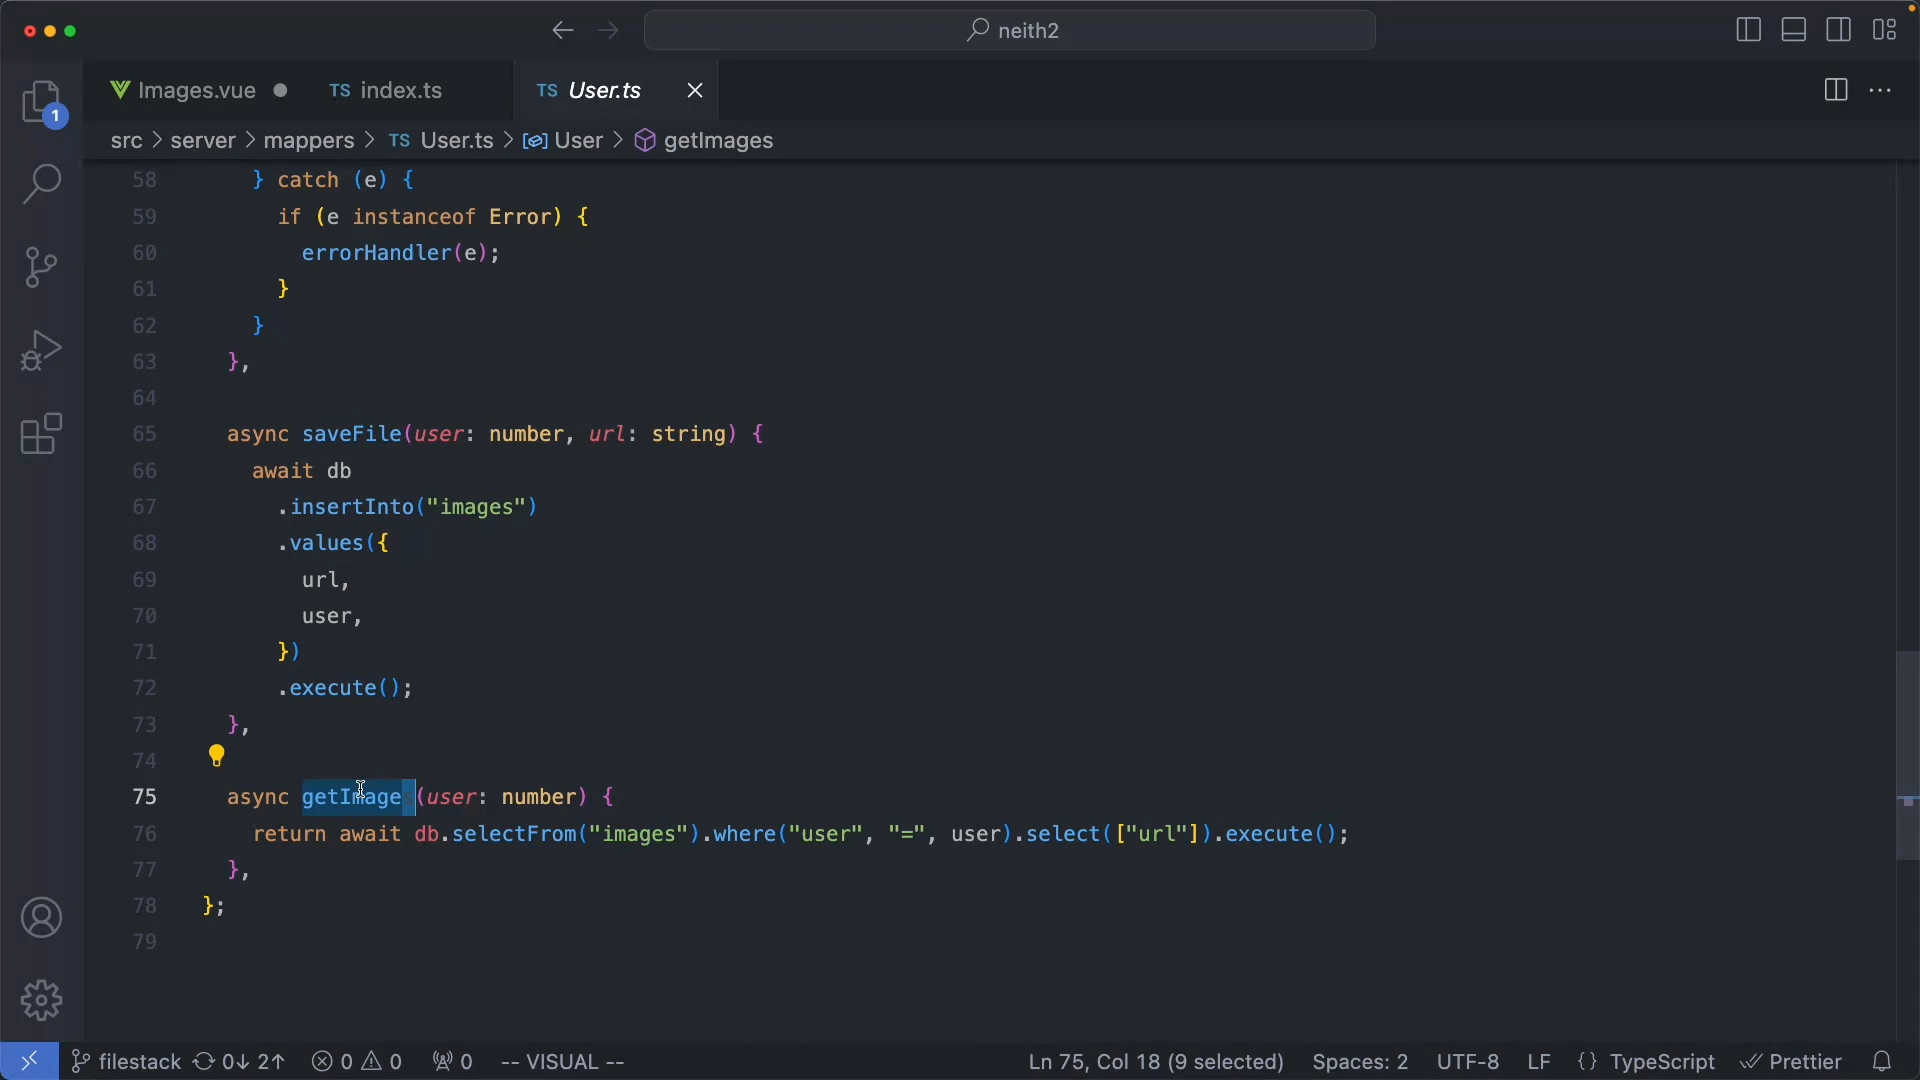 neith2
Images.vue
TS index.ts
TS User.ts
1
src > server > mappers > TS User.ts > User > getImages
58 } catch (e) {
59 if (e instanceof Error) {
60 errorHandler(e);
61 }
62 }
63 },
64
65 async saveFile(user: number, url: string) {
66 await db
67 .insertInto("images")
68 .values({
69 url,
70 user,
71 })
72 .execute();
73 },
74
75 async getImage (user: number) {
76 return await db.selectFrom("images").where("user", "=", user).select(["url"]).execute();
77 },
78 };
79
filestack 0↓ 2↑ 0 0 0 -- VISUAL -- Ln 75, Col 18 (9 selected) Spaces: 2 UTF-8 LF {} TypeScript Prettier